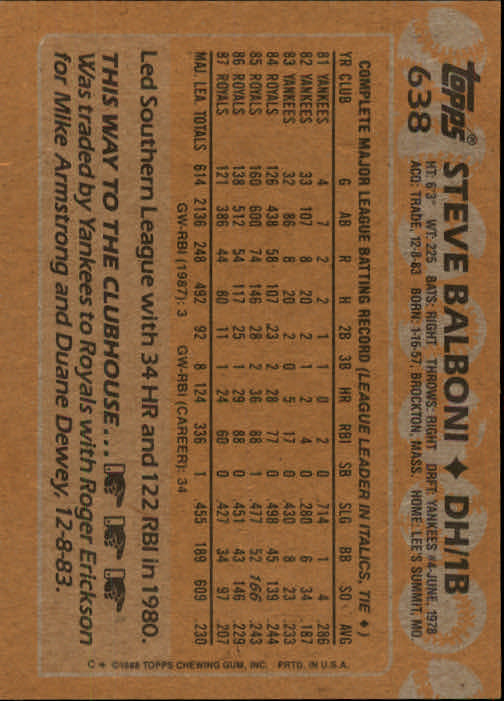 topps®
638
STEVE BALBONI ♦ DH/1B
HT: 6'3" WT: 225 BATS: RIGHT THROWS: RIGHT DRFT: YANKEES #4-JUNE, 1978
ACQ: TRADE, 12-8-83 BORN: 1-16-57, BROCKTON, MASS. HOME: LEE'S SUMMIT, MO.
COMPLETE MAJOR LEAGUE BATTING RECORD (LEAGUE LEADER IN ITALICS, TIE ♦)
YR CLUB G AB R H 2B 3B HR RBI SB SLG BB SO AVG
81 YANKEES 4 7 2 2 1 1 0 2 0 .714 1 4 .286
82 YANKEES 33 107 8 20 2 1 2 4 0 .280 6 34 .187
83 YANKEES 32 86 8 20 2 0 5 17 0 .430 8 23 .233
84 ROYALS 126 438 58 107 23 2 28 77 0 .498 45 139 .244
85 ROYALS 160 600 74 146 28 2 36 88 1 .477 52 166 .243
86 ROYALS 138 512 54 117 25 1 29 88 0 .451 43 146 .229
87 ROYALS 121 386 44 80 11 1 24 60 0 .427 34 97 .207
MAJ. LEA. TOTALS 614 2136 248 492 92 8 124 336 1 .455 189 609 .230
GW-RBI (1987): 3 GW-RBI (CAREER): 34
Led Southern League with 34 HR and 122 RBI in 1980.
THIS WAY TO THE CLUBHOUSE...
Was traded by Yankees to Royals with Roger Erickson
for Mike Armstrong and Duane Dewey, 12-8-83.
C* ©1988 TOPPS CHEWING GUM, INC. PRTD. IN U.S.A.